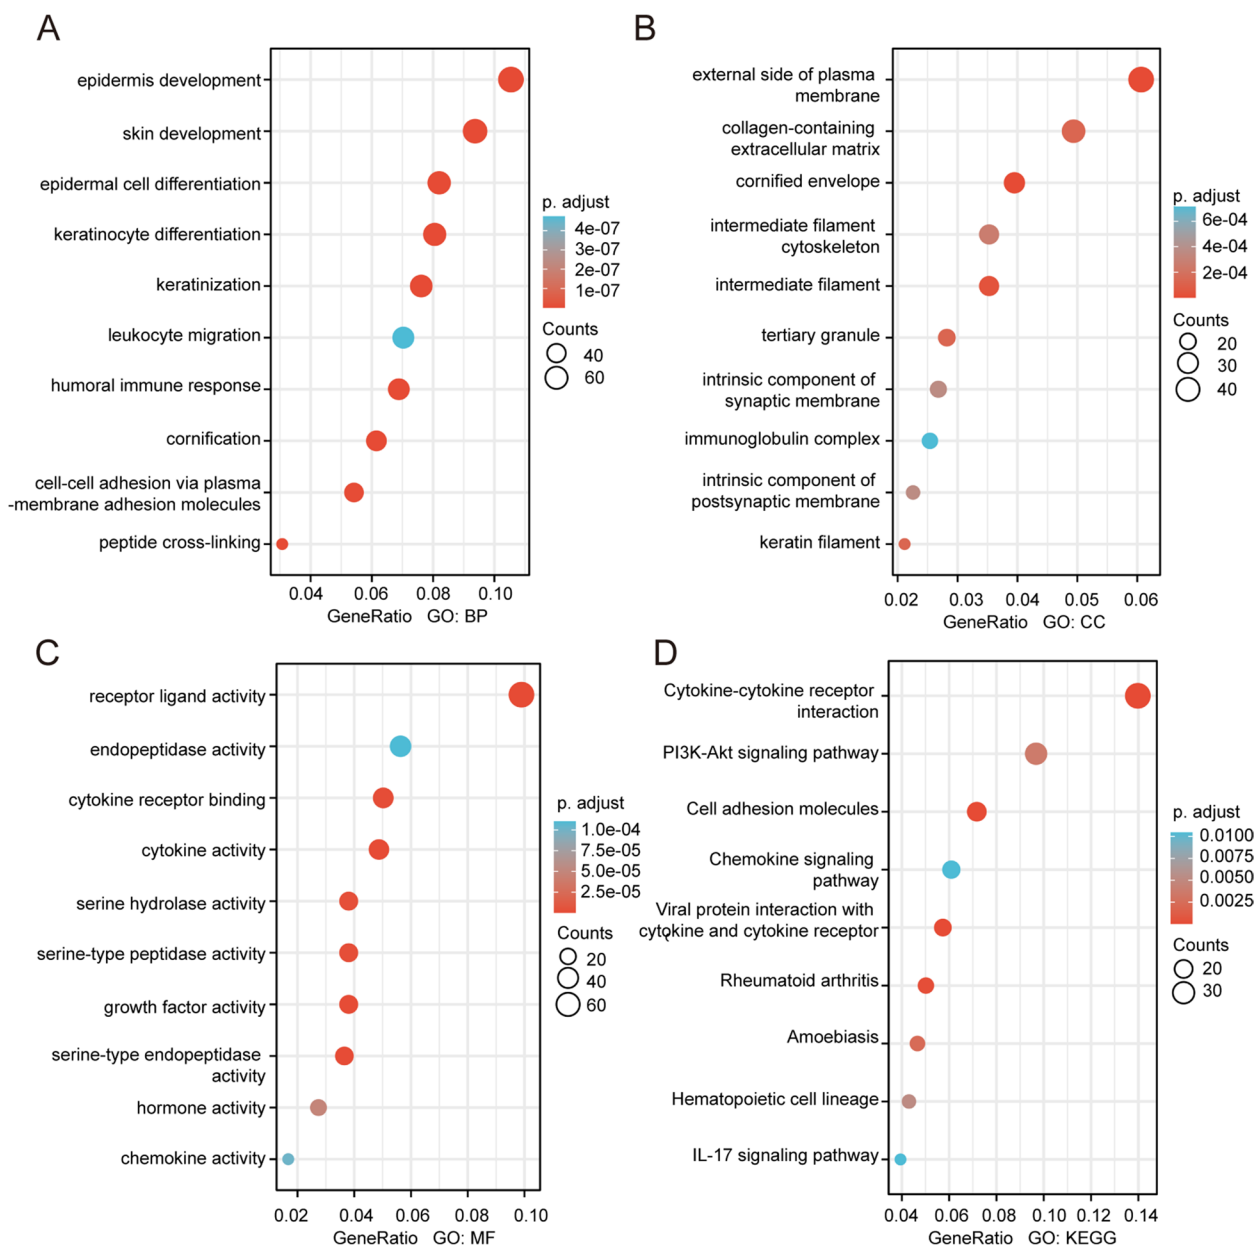 A
epidermis development
skin development
epidermal cell differentiation
keratinocyte differentiation
keratinization
leukocyte migration
humoral immune response
cornification
cell-cell adhesion via plasma
-membrane adhesion molecules
peptide cross-linking
0.04 0.06 0.08 0.10
GeneRatio GO: BP
p. adjust
4e-07
3e-07
2e-07
1e-07
Counts
40
60
B
external side of plasma
membrane
collagen-containing
extracellular matrix
cornified envelope
intermediate filament
cytoskeleton
intermediate filament
tertiary granule
intrinsic component of
synaptic membrane
immunoglobulin complex
intrinsic component of
postsynaptic membrane
keratin filament
0.02 0.03 0.04 0.05 0.06
GeneRatio GO: CC
p. adjust
6e-04
4e-04
2e-04
Counts
20
30
40
C
receptor ligand activity
endopeptidase activity
cytokine receptor binding
cytokine activity
serine hydrolase activity
serine-type peptidase activity
growth factor activity
serine-type endopeptidase
activity
hormone activity
chemokine activity
0.02 0.04 0.06 0.08 0.10
GeneRatio GO: MF
p. adjust
1.0e-04
7.5e-05
5.0e-05
2.5e-05
Counts
20
40
60
D
Cytokine-cytokine receptor
interaction
PI3K-Akt signaling pathway
Cell adhesion molecules
Chemokine signaling
pathway
Viral protein interaction with
cytokine and cytokine receptor
Rheumatoid arthritis
Amoebiasis
Hematopoietic cell lineage
IL-17 signaling pathway
0.04 0.06 0.08 0.10 0.12 0.14
GeneRatio GO: KEGG
p. adjust
0.0100
0.0075
0.0050
0.0025
Counts
20
30